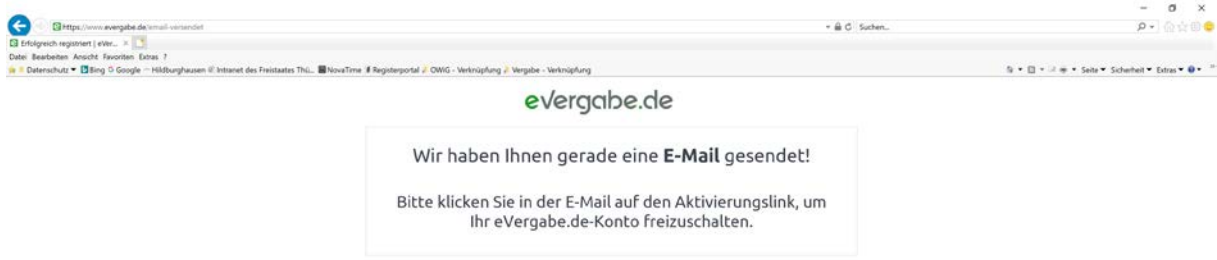 https://www.evergabe.de/email-versendet
Suchen...
Erfolgreich registriert | eVer...
Datei Bearbeiten Ansicht Favoriten Extras ?
Datenschutz Bing Google Hildburghausen Intranet des Freistaates Thü... NovaTime Registerportal OWiG - Verknüpfung Vergabe - Verknüpfung Seite Sicherheit Extras
eVergabe.de
Wir haben Ihnen gerade eine E-Mail gesendet!
Bitte klicken Sie in der E-Mail auf den Aktivierungslink, um
Ihr eVergabe.de-Konto freizuschalten.